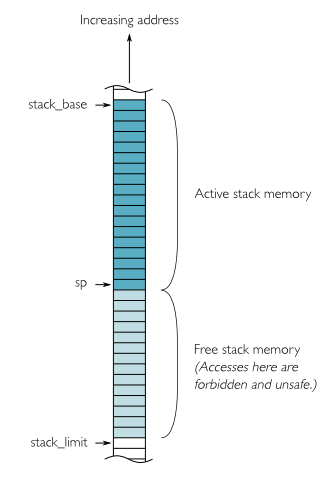 Increasing address
stack_base
Active stack memory
sp
Free stack memory
(Accesses here are
forbidden and unsafe.)
stack_limit